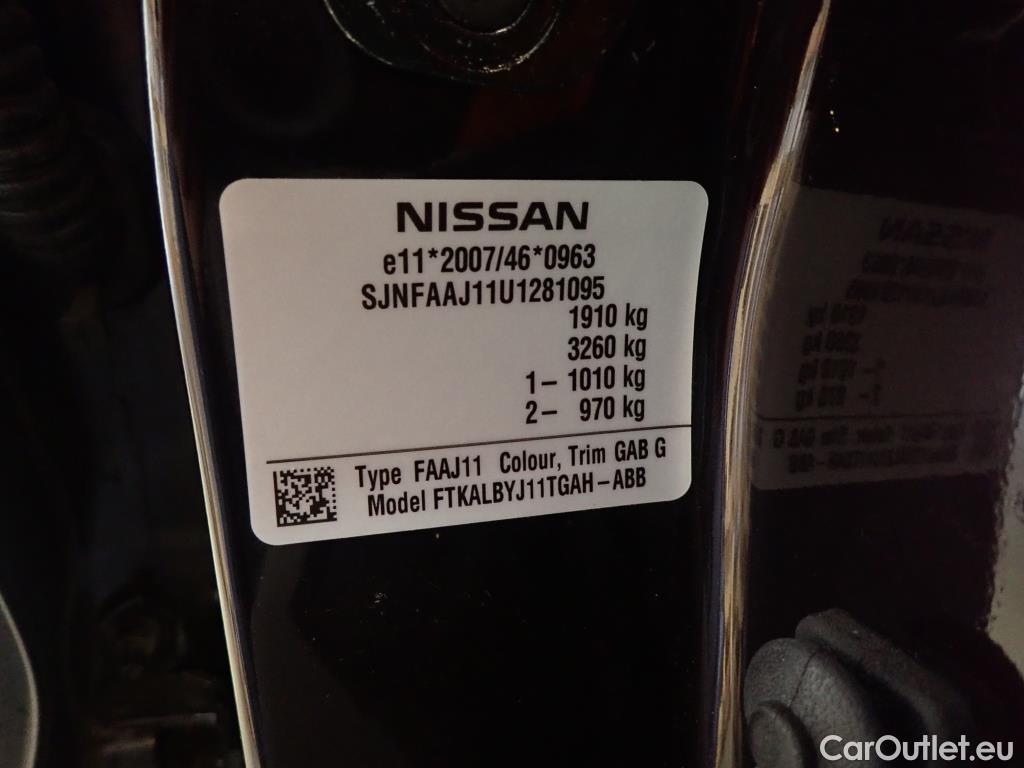 NISSAN
e11*2007/46*0963
SJNFAAJ11U1281095
1910 kg
3260 kg
1– 1010 kg
2– 970 kg
Type FAAJ11 Colour, Trim GAB G
Model FTKALBYJ11TGAH–ABB
CarOutlet.eu